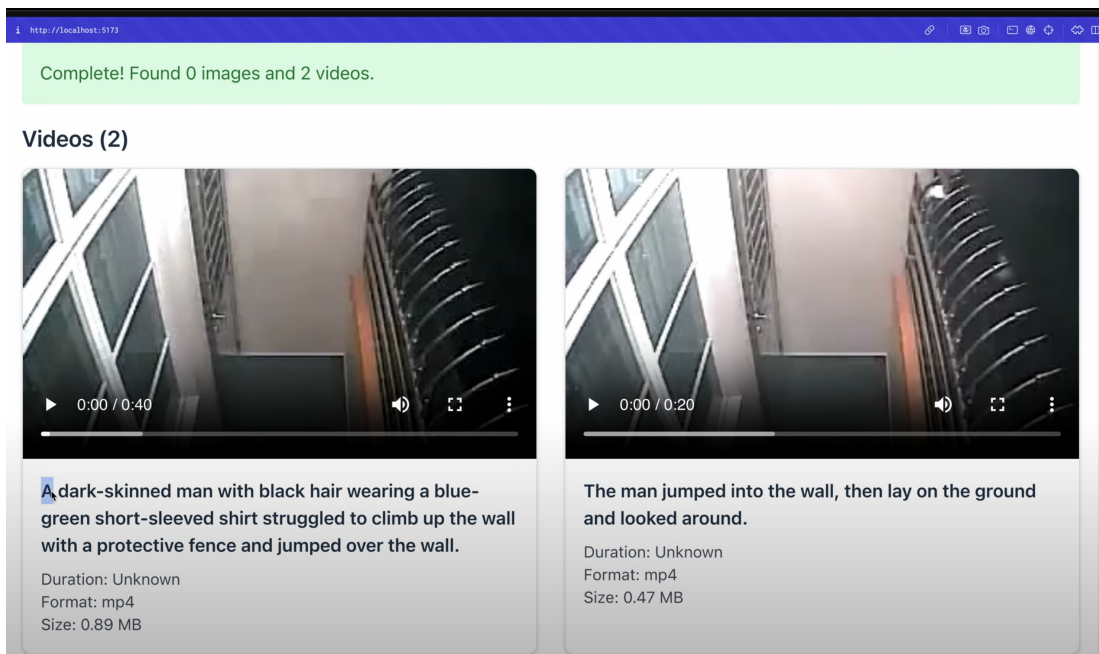 i http://localhost:5173
Complete! Found 0 images and 2 videos.
Videos (2)
0:00 / 0:40
0:00 / 0:20
A dark-skinned man with black hair wearing a blue-
green short-sleeved shirt struggled to climb up the wall
with a protective fence and jumped over the wall.
Duration: Unknown
Format: mp4
Size: 0.89 MB
The man jumped into the wall, then lay on the ground
and looked around.
Duration: Unknown
Format: mp4
Size: 0.47 MB